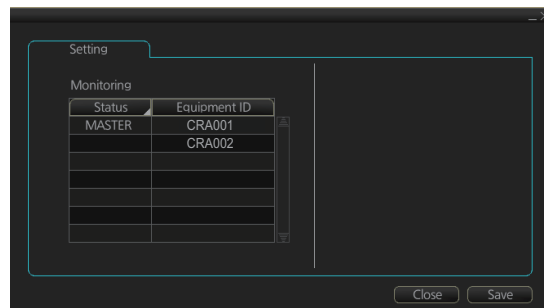 Setting
Monitoring
Status Equipment ID
MASTER CRA001
CRA002
Close Save